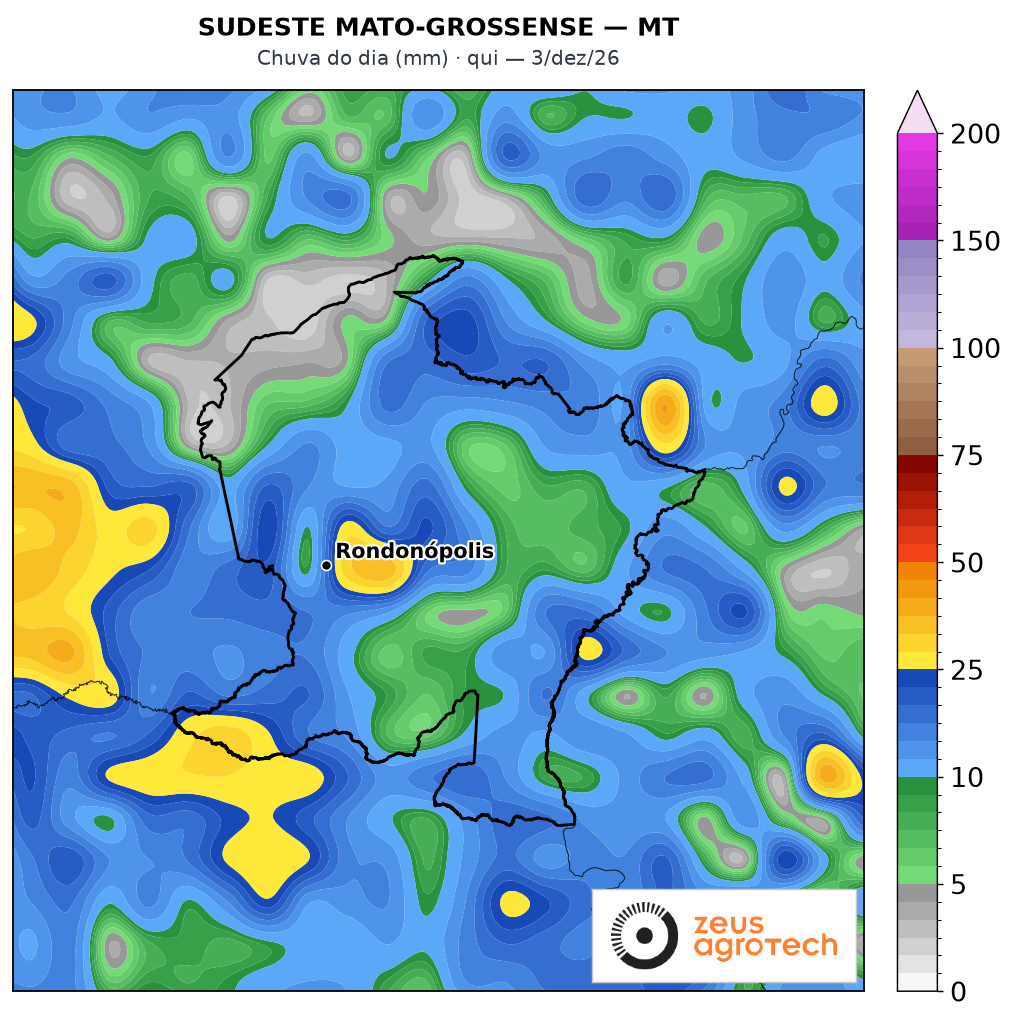 SUDESTE MATO-GROSSENSE — MT
Chuva do dia (mm) · qui — 3/dez/26
200
150
100
75
50
25
10
5
0
Rondonópolis
zeus
agrotech